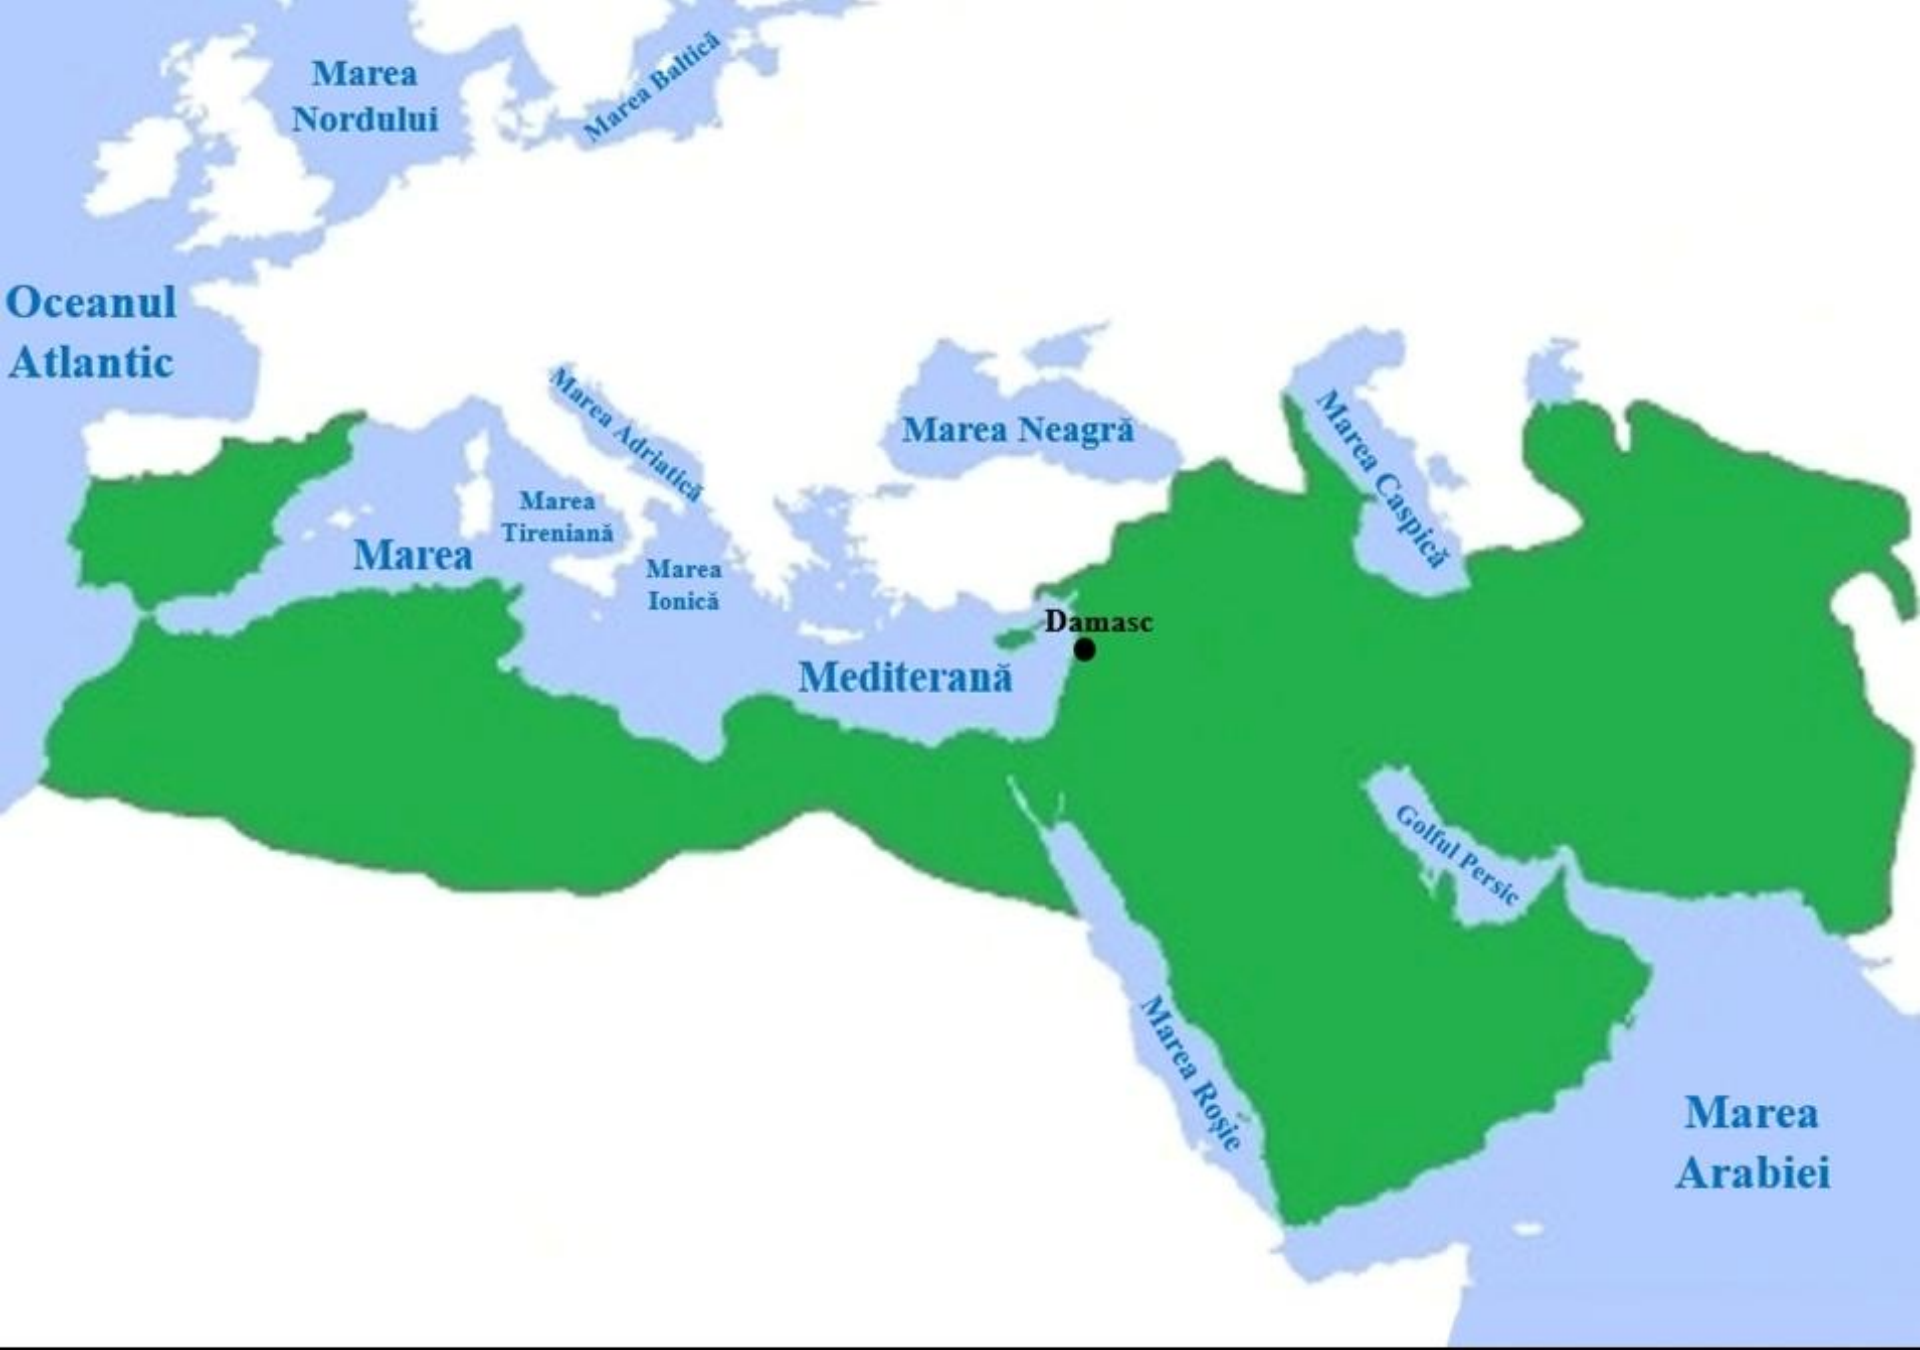 Marea
Nordului
Marea Baltică
Oceanul
Atlantic
Marea Adriatică
Marea Neagră
Marea Caspică
Marea
Tireniană
Marea
Marea
Ionică
Damasc
Mediterană
Golful Persic
Marea Roșie
Marea
Arabiei